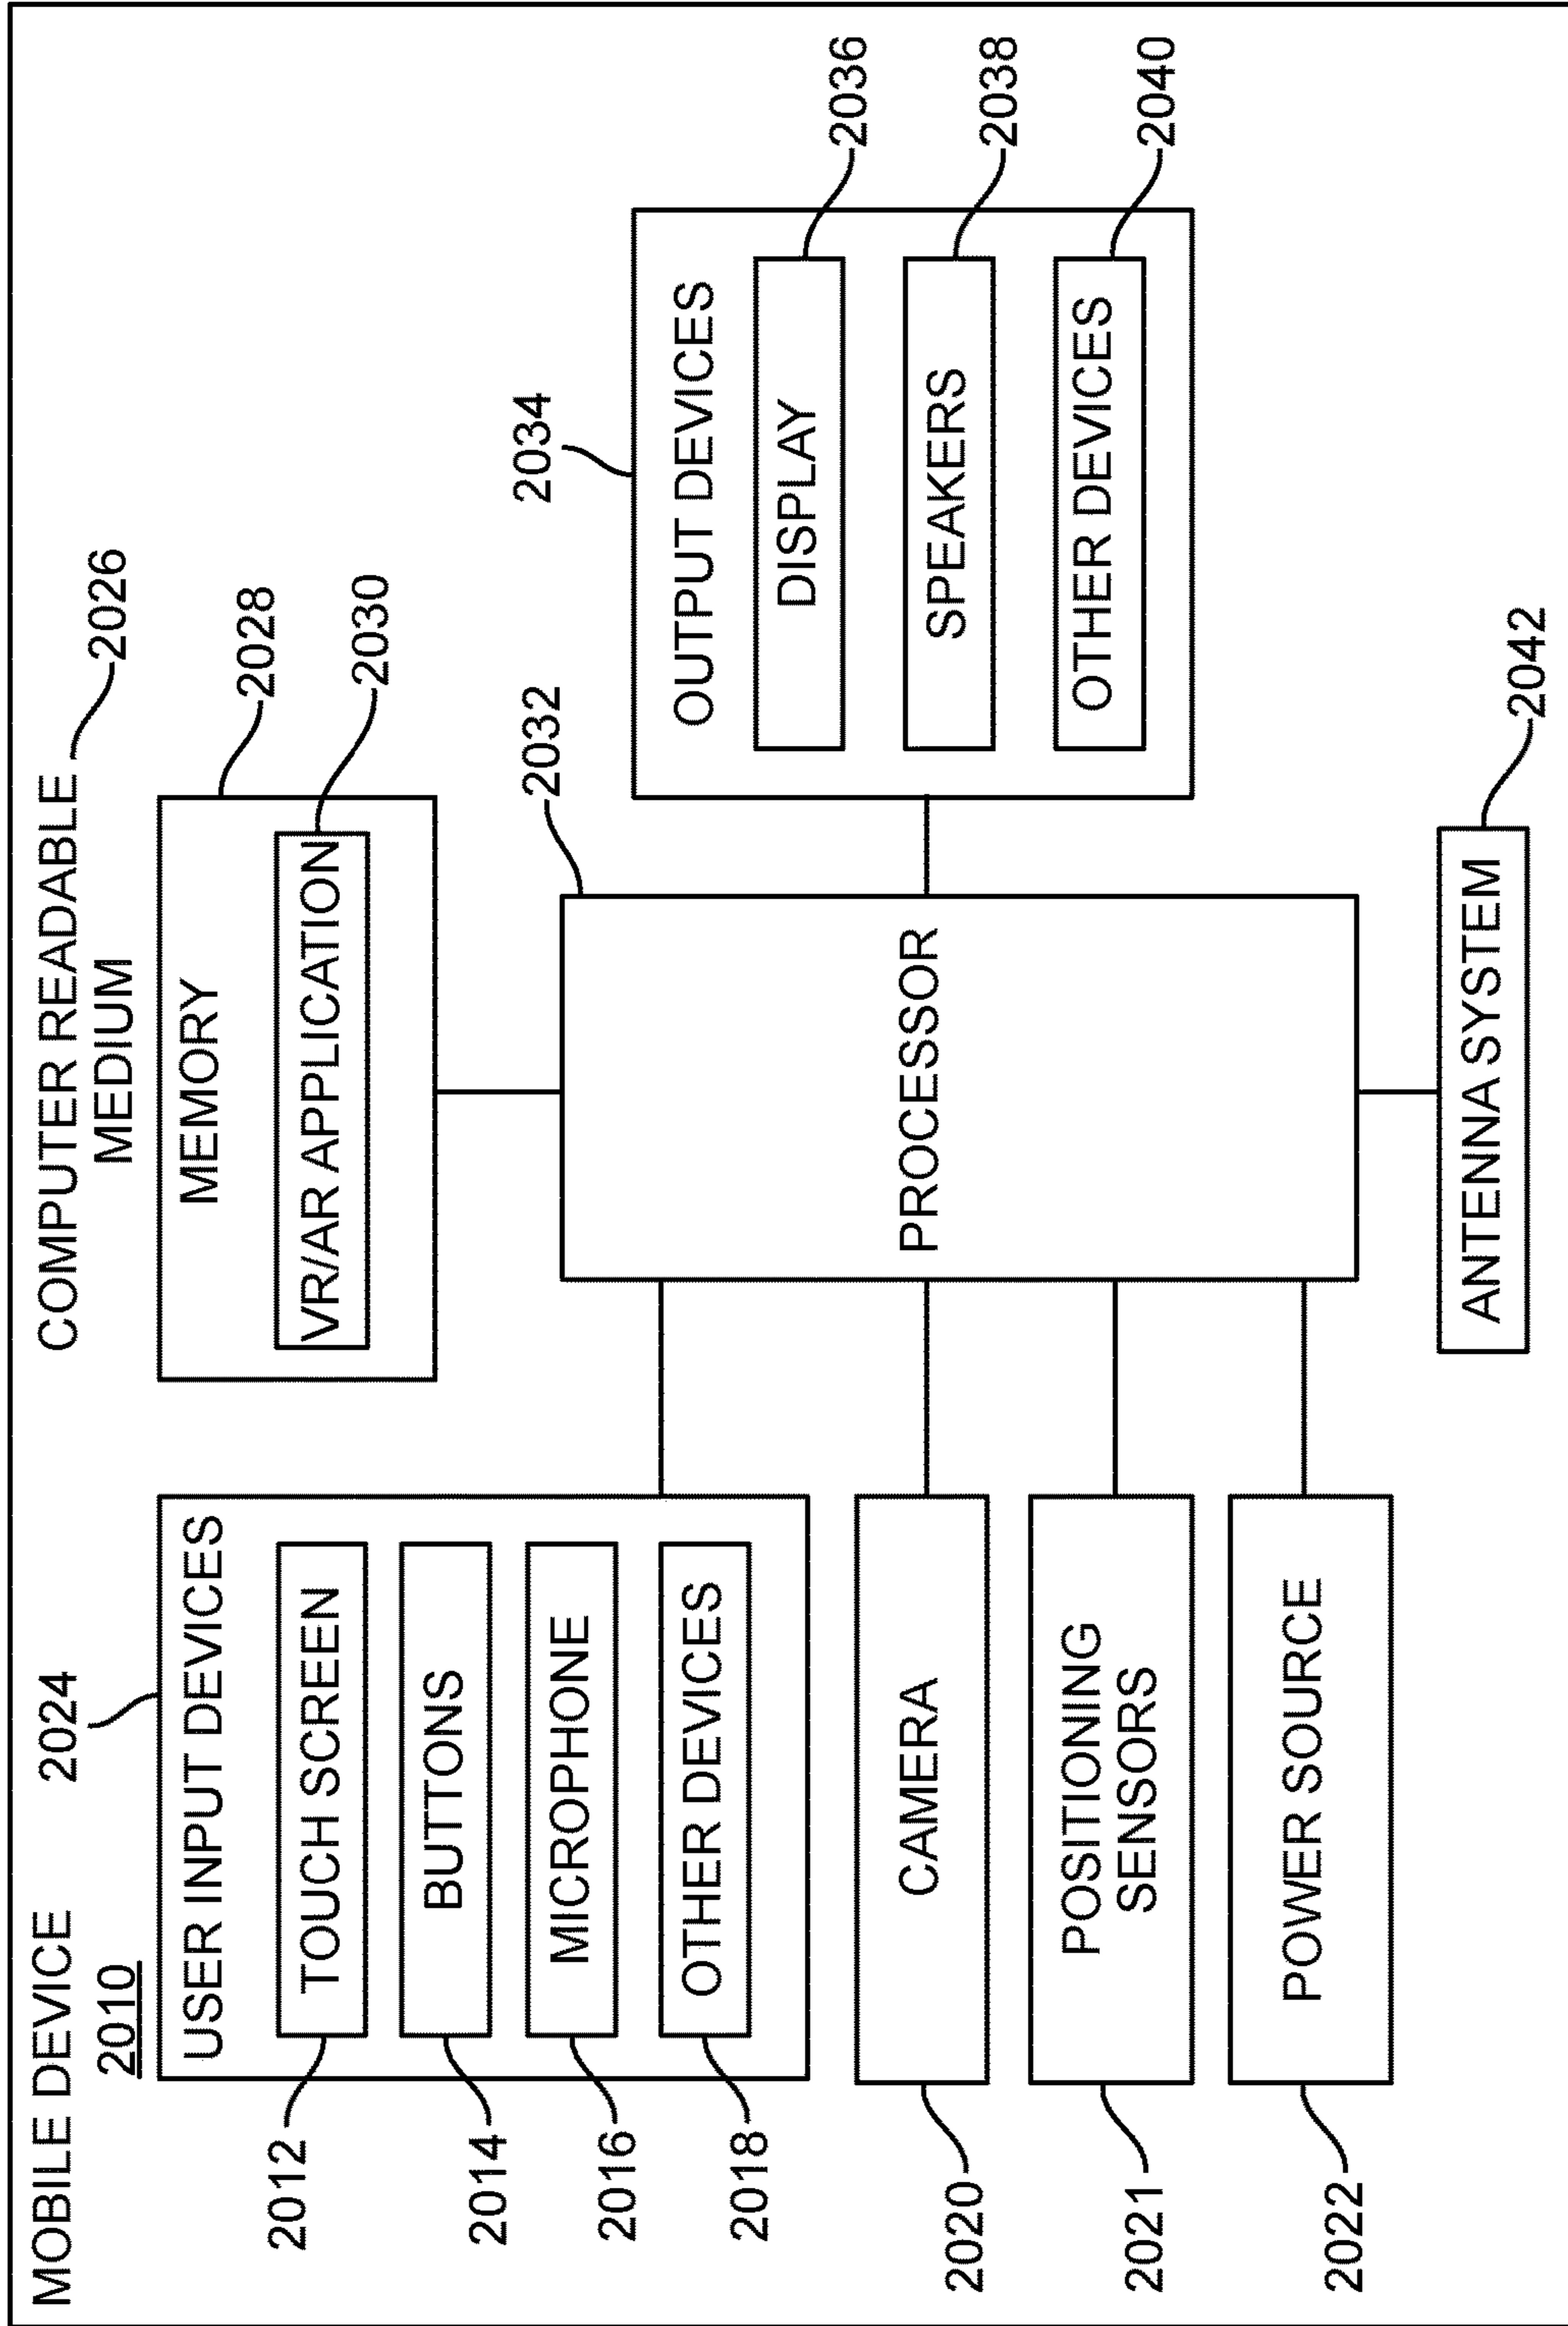 MOBILE DEVICE
2010
2024
USER INPUT DEVICES
TOUCH SCREEN
2012
BUTTONS
2014
MICROPHONE
2016
OTHER DEVICES
2018
CAMERA
2020
POSITIONING
SENSORS
2021
POWER SOURCE
2022
COMPUTER READABLE
MEDIUM
2026
MEMORY
2028
VR/AR APPLICATION
2030
PROCESSOR
2032
ANTENNA SYSTEM
2042
2034
OUTPUT DEVICES
DISPLAY
2036
SPEAKERS
2038
OTHER DEVICES
2040